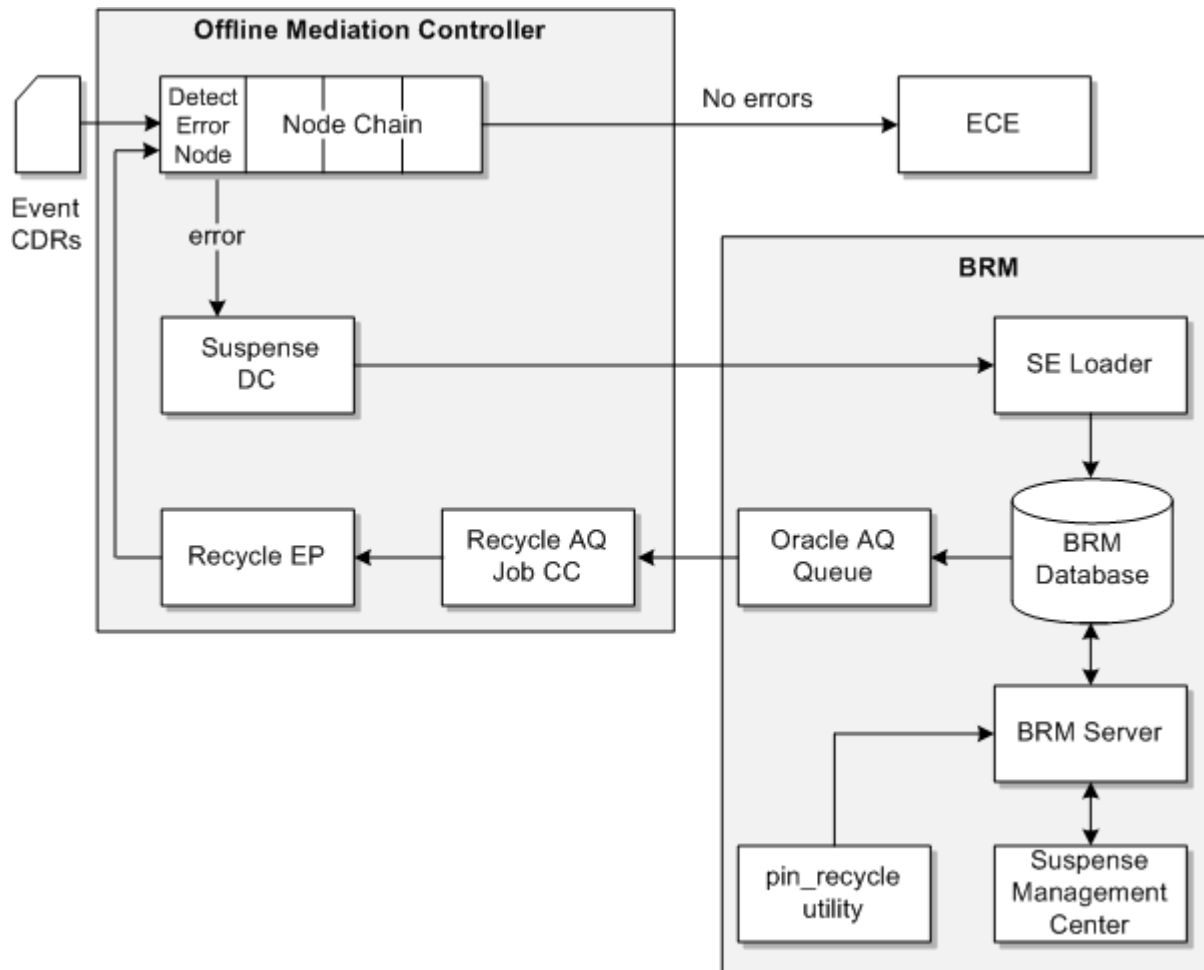 Offline Mediation Controller
Detect
Error
Node
Node Chain
No errors
ECE
Event
CDRs
error
BRM
Suspense
DC
SE Loader
Recycle EP
Recycle AQ
Job CC
Oracle AQ
Queue
BRM
Database
BRM Server
pin_recycle
utility
Suspense
Management
Center